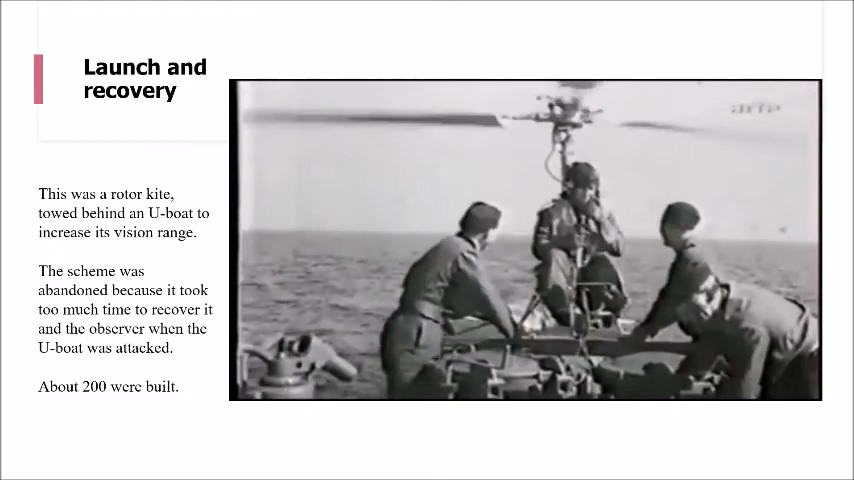 Launch and
recovery
This was a rotor kite,
towed behind an U-boat to
increase its vision range.
The scheme was
abandoned because it took
too much time to recover it
and the observer when the
U-boat was attacked.
About 200 were built.
arte